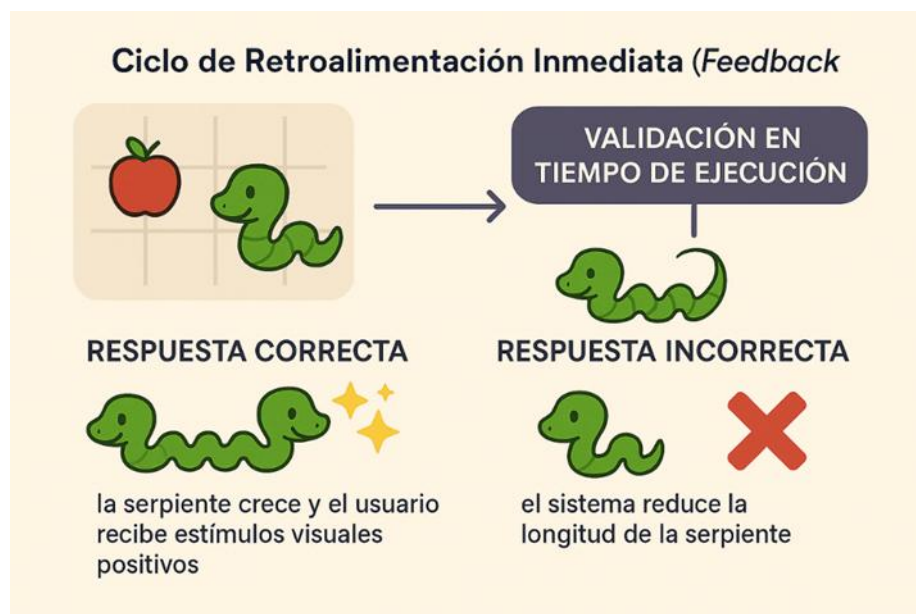 Ciclo de Retroalimentación Inmediata (Feedback
VALIDACIÓN EN
TIEMPO DE EJECUCIÓN
RESPUESTA CORRECTA
la serpiente crece y el usuario
recibe estímulos visuales
positivos
RESPUESTA INCORRECTA
el sistema reduce la
longitud de la serpiente